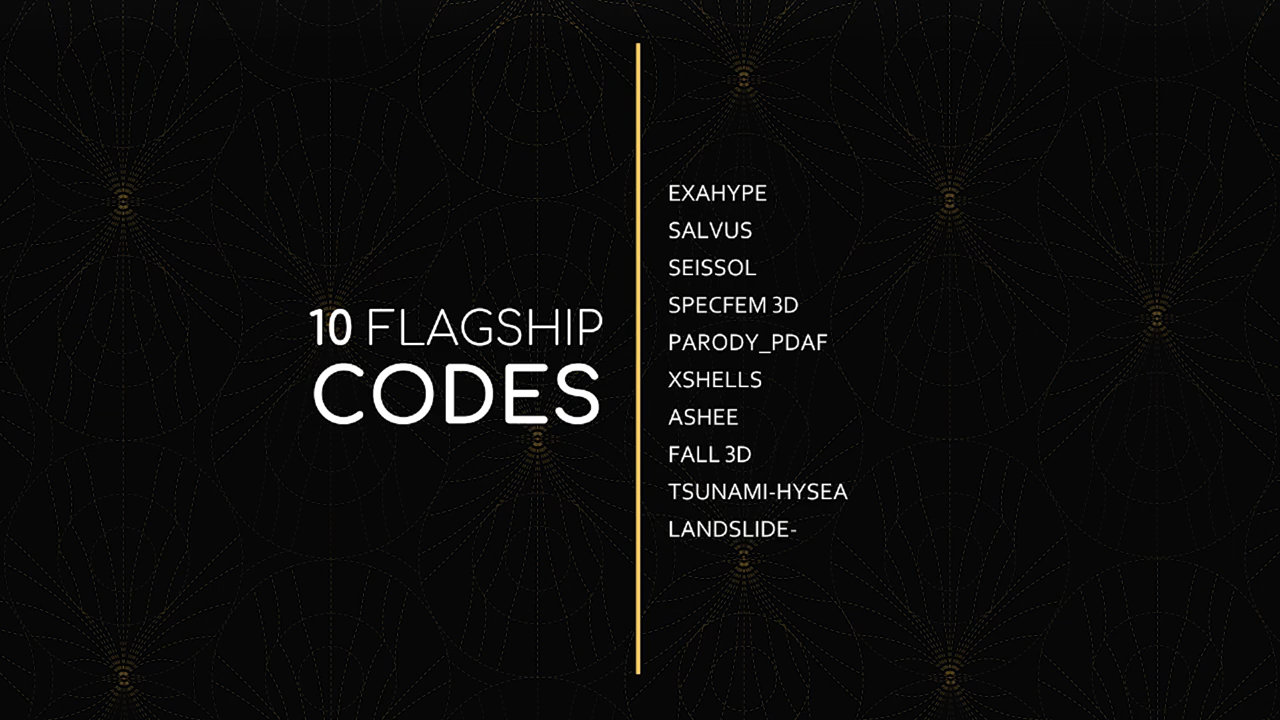 10 FLAGSHIP
CODES
EXAHYPE
SALVUS
SEISSOL
SPECFEM 3D
PARODY_PDAF
XSHELLS
ASHEE
FALL 3D
TSUNAMI-HYSEA
LANDSLIDE-